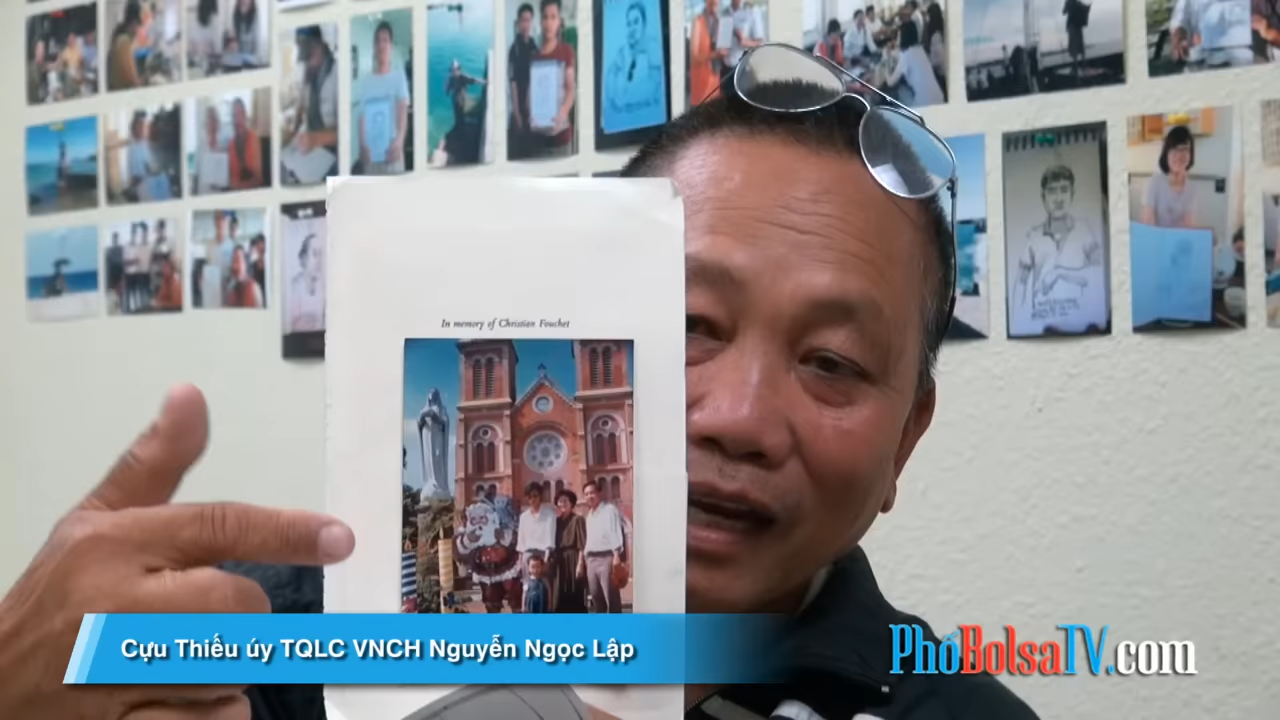 In memory of Christian Fouchet
Cựu Thiếu úy TQLC VNCH Nguyễn Ngọc Lập
PhốBolsaTV.com